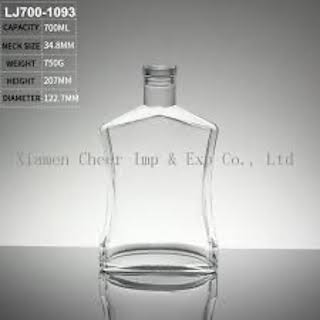 LJ700-1093
CAPACITY 700ML
NECK SIZE 34.8MM
WEIGHT 750G
HEIGHT 207MM
DIAMETER 122.7MM
Xiamen Cheer Imp & Exp Co., Ltd